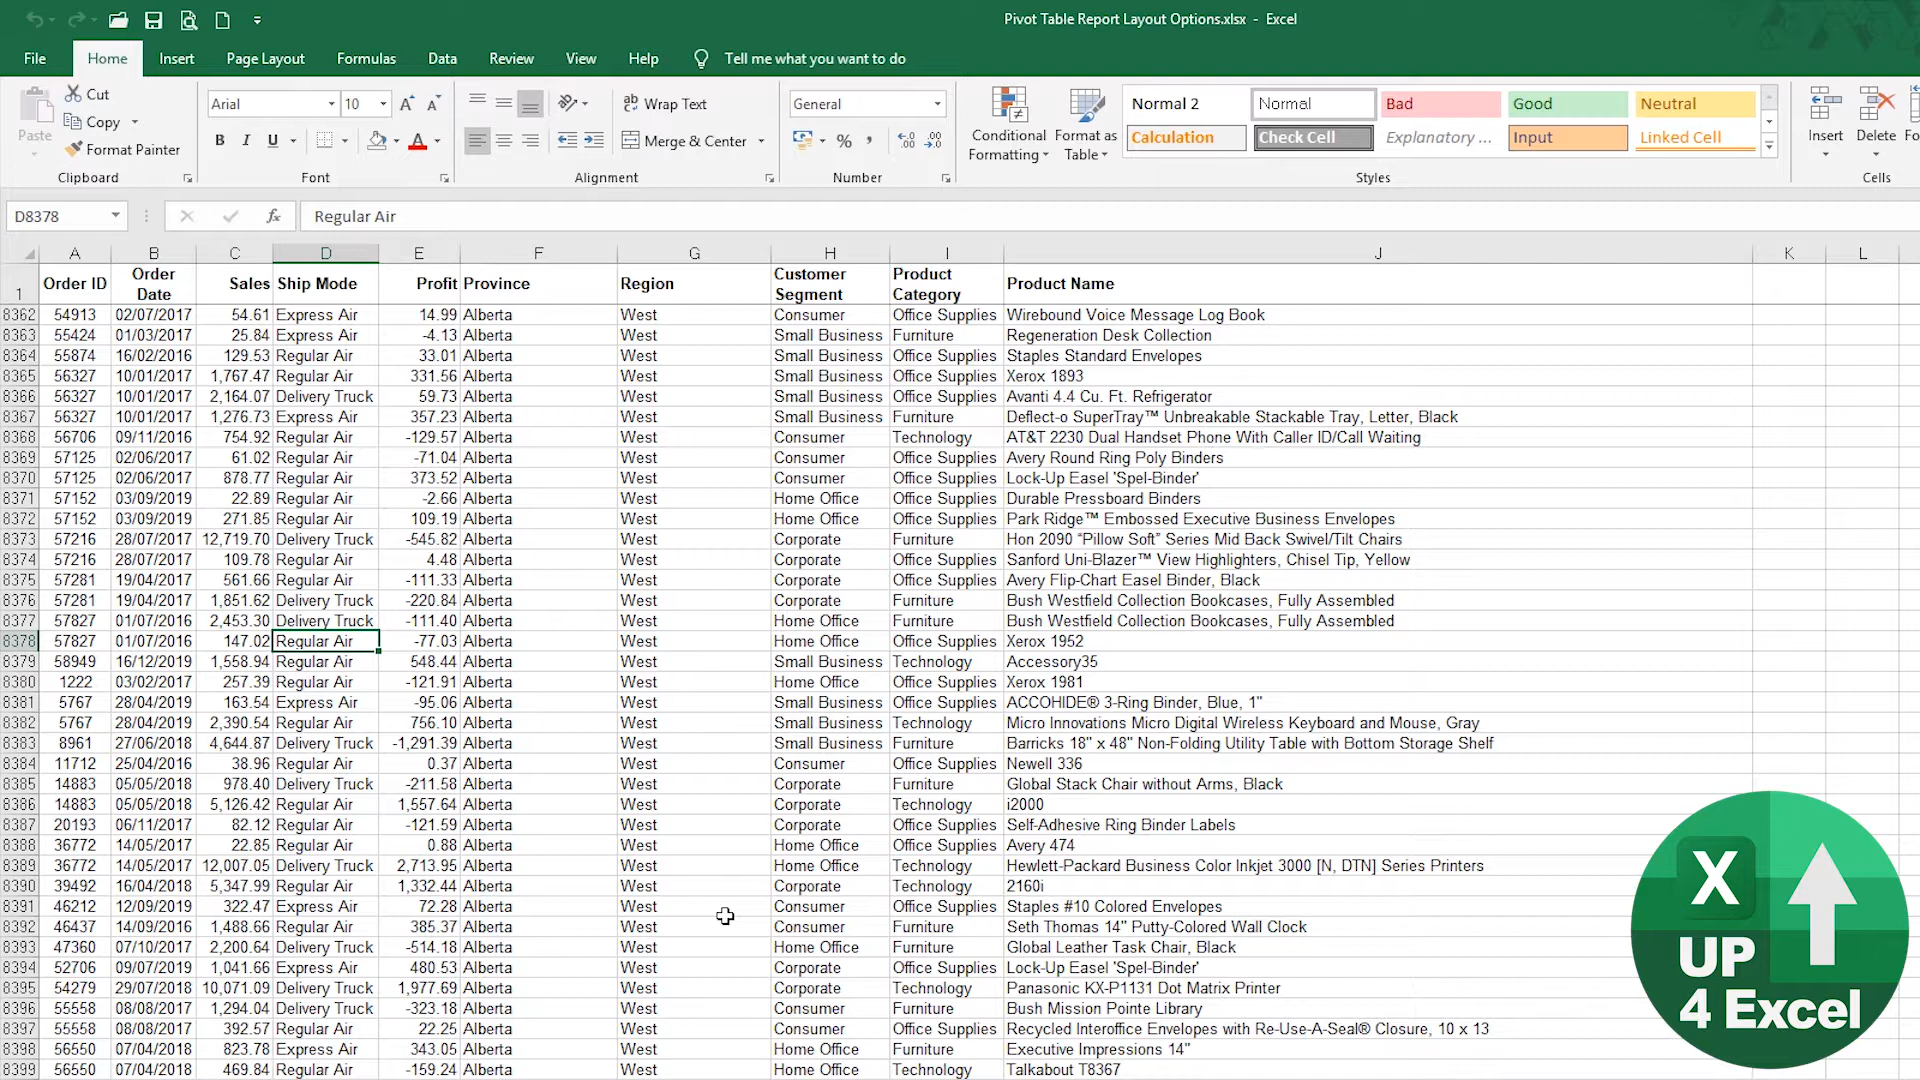 Pivot Table Report Layout Options.xlsx - Excel
File Home Insert Page Layout Formulas Data Review View Help Tell me what you want to do
Paste
Cut
Copy
Format Painter
Clipboard
Arial 10
B I U
Font
Wrap Text
Merge & Center
Alignment
General
%
Number
Conditional Formatting
Format as Table
Normal 2 Normal Bad Good Neutral
Calculation Check Cell Explanatory ... Input Linked Cell
Styles
Insert Delete
Cells
D8378 fx Regular Air
A B C D E F G H I J K L
1 Order ID Order Date Sales Ship Mode Profit Province Region Customer Segment Product Category Product Name
8362 54913 02/07/2017 54.61 Express Air 14.99 Alberta West Consumer Office Supplies Wirebound Voice Message Log Book
8363 55424 01/03/2017 25.84 Express Air -4.13 Alberta West Small Business Furniture Regeneration Desk Collection
8364 55874 16/02/2016 129.53 Regular Air 33.01 Alberta West Small Business Office Supplies Staples Standard Envelopes
8365 56327 10/01/2017 1,767.47 Regular Air 331.56 Alberta West Small Business Office Supplies Xerox 1893
8366 56327 10/01/2017 2,164.07 Delivery Truck 59.73 Alberta West Small Business Office Supplies Avanti 4.4 Cu. Ft. Refrigerator
8367 56327 10/01/2017 1,276.73 Express Air 357.23 Alberta West Small Business Furniture Deflect-o SuperTray™ Unbreakable Stackable Tray, Letter, Black
8368 56706 09/11/2016 754.92 Regular Air -129.57 Alberta West Consumer Technology AT&T 2230 Dual Handset Phone With Caller ID/Call Waiting
8369 57125 02/06/2017 61.02 Regular Air -71.04 Alberta West Consumer Office Supplies Avery Round Ring Poly Binders
8370 57125 02/06/2017 878.77 Regular Air 373.52 Alberta West Consumer Office Supplies Lock-Up Easel 'Spel-Binder'
8371 57152 03/09/2019 22.89 Regular Air -2.66 Alberta West Home Office Office Supplies Durable Pressboard Binders
8372 57152 03/09/2019 271.85 Regular Air 109.19 Alberta West Home Office Office Supplies Park Ridge™ Embossed Executive Business Envelopes
8373 57216 28/07/2017 12,719.70 Delivery Truck -545.82 Alberta West Corporate Furniture Hon 2090 “Pillow Soft” Series Mid Back Swivel/Tilt Chairs
8374 57216 28/07/2017 109.78 Regular Air 4.48 Alberta West Corporate Office Supplies Sanford Uni-Blazer™ View Highlighters, Chisel Tip, Yellow
8375 57281 19/04/2017 561.66 Regular Air -111.33 Alberta West Corporate Office Supplies Avery Flip-Chart Easel Binder, Black
8376 57281 19/04/2017 1,851.62 Delivery Truck -220.84 Alberta West Corporate Furniture Bush Westfield Collection Bookcases, Fully Assembled
8377 57827 01/07/2016 2,453.30 Delivery Truck -111.40 Alberta West Home Office Furniture Bush Westfield Collection Bookcases, Fully Assembled
8378 57827 01/07/2016 147.02 Regular Air -77.03 Alberta West Home Office Office Supplies Xerox 1952
8379 58949 16/12/2019 1,558.94 Regular Air 548.44 Alberta West Small Business Technology Accessory35
8380 1222 03/02/2017 257.39 Regular Air -121.91 Alberta West Home Office Office Supplies Xerox 1981
8381 5767 28/04/2019 163.54 Express Air -95.06 Alberta West Small Business Office Supplies ACCOHIDE® 3-Ring Binder, Blue, 1"
8382 5767 28/04/2019 2,390.54 Regular Air 756.10 Alberta West Small Business Technology Micro Innovations Micro Digital Wireless Keyboard and Mouse, Gray
8383 8961 27/06/2018 4,644.87 Delivery Truck -1,291.39 Alberta West Small Business Furniture Barricks 18" x 48" Non-Folding Utility Table with Bottom Storage Shelf
8384 11712 25/04/2016 38.96 Regular Air 0.37 Alberta West Consumer Office Supplies Newell 336
8385 14883 05/05/2018 978.40 Delivery Truck -211.58 Alberta West Corporate Furniture Global Stack Chair without Arms, Black
8386 14883 05/05/2018 5,126.42 Regular Air 1,557.64 Alberta West Corporate Technology i2000
8387 20193 06/11/2017 82.12 Regular Air -121.59 Alberta West Corporate Office Supplies Self-Adhesive Ring Binder Labels
8388 36772 14/05/2017 22.85 Regular Air 0.88 Alberta West Home Office Office Supplies Avery 474
8389 36772 14/05/2017 12,007.05 Delivery Truck 2,713.95 Alberta West Home Office Technology Hewlett-Packard Business Color Inkjet 3000 [N, DTN] Series Printers
8390 39492 16/04/2018 5,347.99 Regular Air 1,332.44 Alberta West Corporate Technology 2160i
8391 46212 12/09/2019 322.47 Express Air 72.28 Alberta West Consumer Office Supplies Staples #10 Colored Envelopes
8392 46437 14/09/2016 1,488.66 Regular Air 385.37 Alberta West Consumer Furniture Seth Thomas 14" Putty-Colored Wall Clock
8393 47360 07/10/2017 2,200.64 Delivery Truck -514.18 Alberta West Home Office Furniture Global Leather Task Chair, Black
8394 52706 09/07/2019 1,041.66 Express Air 480.53 Alberta West Corporate Office Supplies Lock-Up Easel 'Spel-Binder'
8395 54279 29/07/2018 10,071.09 Delivery Truck 1,977.69 Alberta West Corporate Technology Panasonic KX-P1131 Dot Matrix Printer
8396 55558 08/08/2017 1,294.04 Delivery Truck -323.18 Alberta West Consumer Furniture Bush Mission Pointe Library
8397 55558 08/08/2017 392.57 Regular Air 22.25 Alberta West Consumer Office Supplies Recycled Interoffice Envelopes with Re-Use-A-Seal® Closure, 10 x 13
8398 56550 07/04/2018 823.78 Express Air 343.05 Alberta West Home Office Furniture Executive Impressions 14"
8399 56550 07/04/2018 469.84 Regular Air -159.24 Alberta West Home Office Technology Talkabout T8367
X
UP
4 Excel